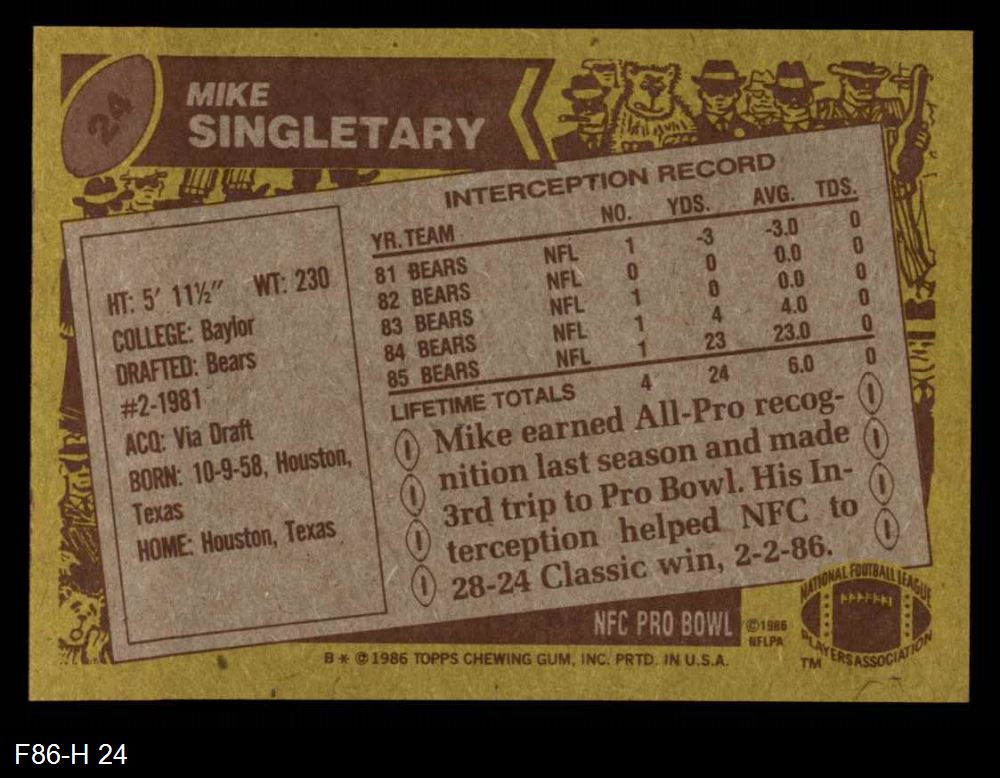 24
MIKE
SINGLETARY
INTERCEPTION RECORD
YR. TEAM NO. YDS. AVG. TDS.
81 BEARS NFL 1 -3 -3.0 0
82 BEARS NFL 0 0 0.0 0
83 BEARS NFL 1 0 0.0 0
84 BEARS NFL 1 4 4.0 0
85 BEARS NFL 1 23 23.0 0
LIFETIME TOTALS 4 24 6.0 0
HT: 5' 11½" WT: 230
COLLEGE: Baylor
DRAFTED: Bears
#2-1981
ACQ: Via Draft
BORN: 10-9-58, Houston,
Texas
HOME: Houston, Texas
Mike earned All-Pro recog-
nition last season and made
3rd trip to Pro Bowl. His In-
terception helped NFC to
28-24 Classic win, 2-2-86.
NFC PRO BOWL
©1986
NFLPA
NATIONAL FOOTBALL LEAGUE
PLAYERS ASSOCIATION
TM
B * © 1986 TOPPS CHEWING GUM, INC. PRTD. IN U.S.A.
F86-H 24